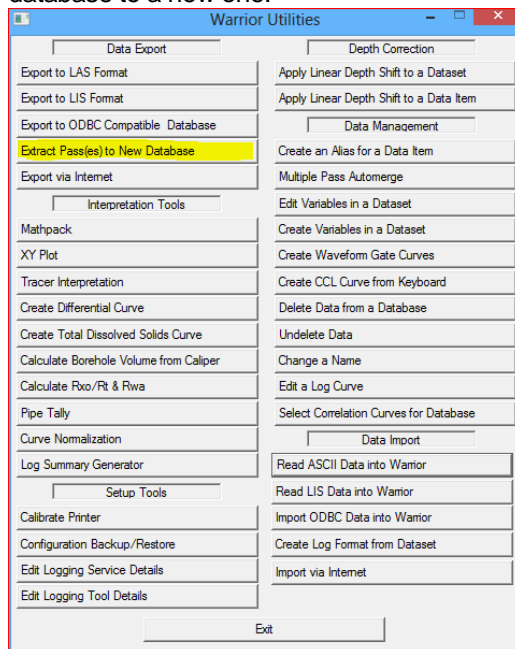 database to a new one.
Warrior Utilities
Data Export
Export to LAS Format
Export to LIS Format
Export to ODBC Compatible Database
Extract Pass(es) to New Database
Export via Internet
Interpretation Tools
Mathpack
XY Plot
Tracer Interpretation
Create Differential Curve
Create Total Dissolved Solids Curve
Calculate Borehole Volume from Caliper
Calculate Rxo/Rt & Rwa
Pipe Tally
Curve Normalization
Log Summary Generator
Setup Tools
Calibrate Printer
Configuration Backup/Restore
Edit Logging Service Details
Edit Logging Tool Details
Depth Correction
Apply Linear Depth Shift to a Dataset
Apply Linear Depth Shift to a Data Item
Data Management
Create an Alias for a Data Item
Multiple Pass Automerge
Edit Variables in a Dataset
Create Variables in a Dataset
Create Waveform Gate Curves
Create CCL Curve from Keyboard
Delete Data from a Database
Undelete Data
Change a Name
Edit a Log Curve
Select Correlation Curves for Database
Data Import
Read ASCII Data into Warrior
Read LIS Data into Warrior
Import ODBC Data into Warrior
Create Log Format from Dataset
Import via Internet
Exit